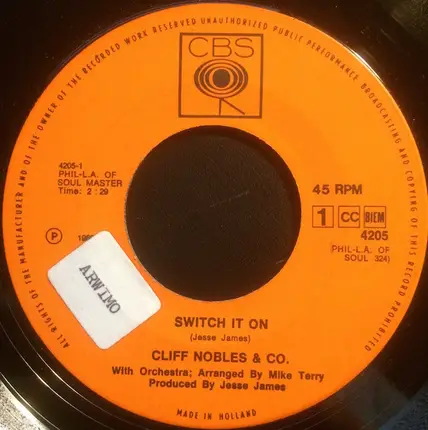 ALL RIGHTS OF THE MANUFACTURER AND OF THE OWNER OF THE RECORDED WORK RESERVED UNAUTHORIZED PUBLIC PERFORMANCE BROADCASTING AND COPYING OF THIS RECORD PROHIBITED
CBS
4205-1
PHIL-L.A. OF
SOUL MASTER
Time: 2:29
45 RPM
1 CC BIEM
4205
(PHIL-L.A. OF
SOUL 324)
Ⓟ
ARWIMO
SWITCH IT ON
(Jesse James)
CLIFF NOBLES & CO.
With Orchestra; Arranged By Mike Terry
Produced By Jesse James
MADE IN HOLLAND